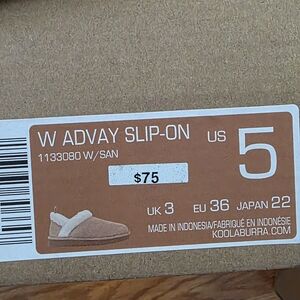 W ADVAY SLIP-ON US 5
1133080 W/SAN
$75
UK 3 EU 36 JAPAN 22
MADE IN INDONESIA/FABRIQUÉ EN INDONÉSIE
KOOLABURRA.COM